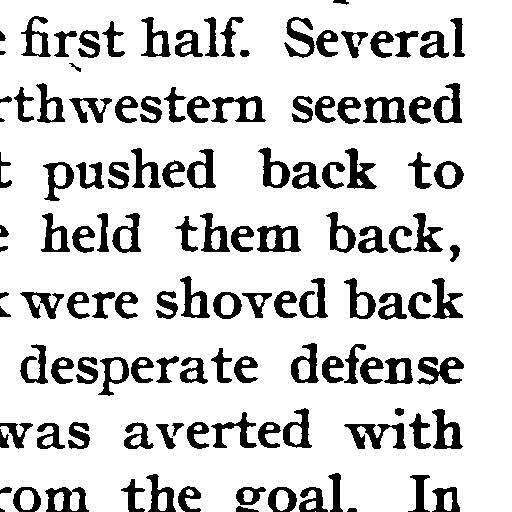 first half. Several
rthwestern seemed
pushed back to
held them back,
were shoved back
desperate defense
was averted with
rom the goal. In